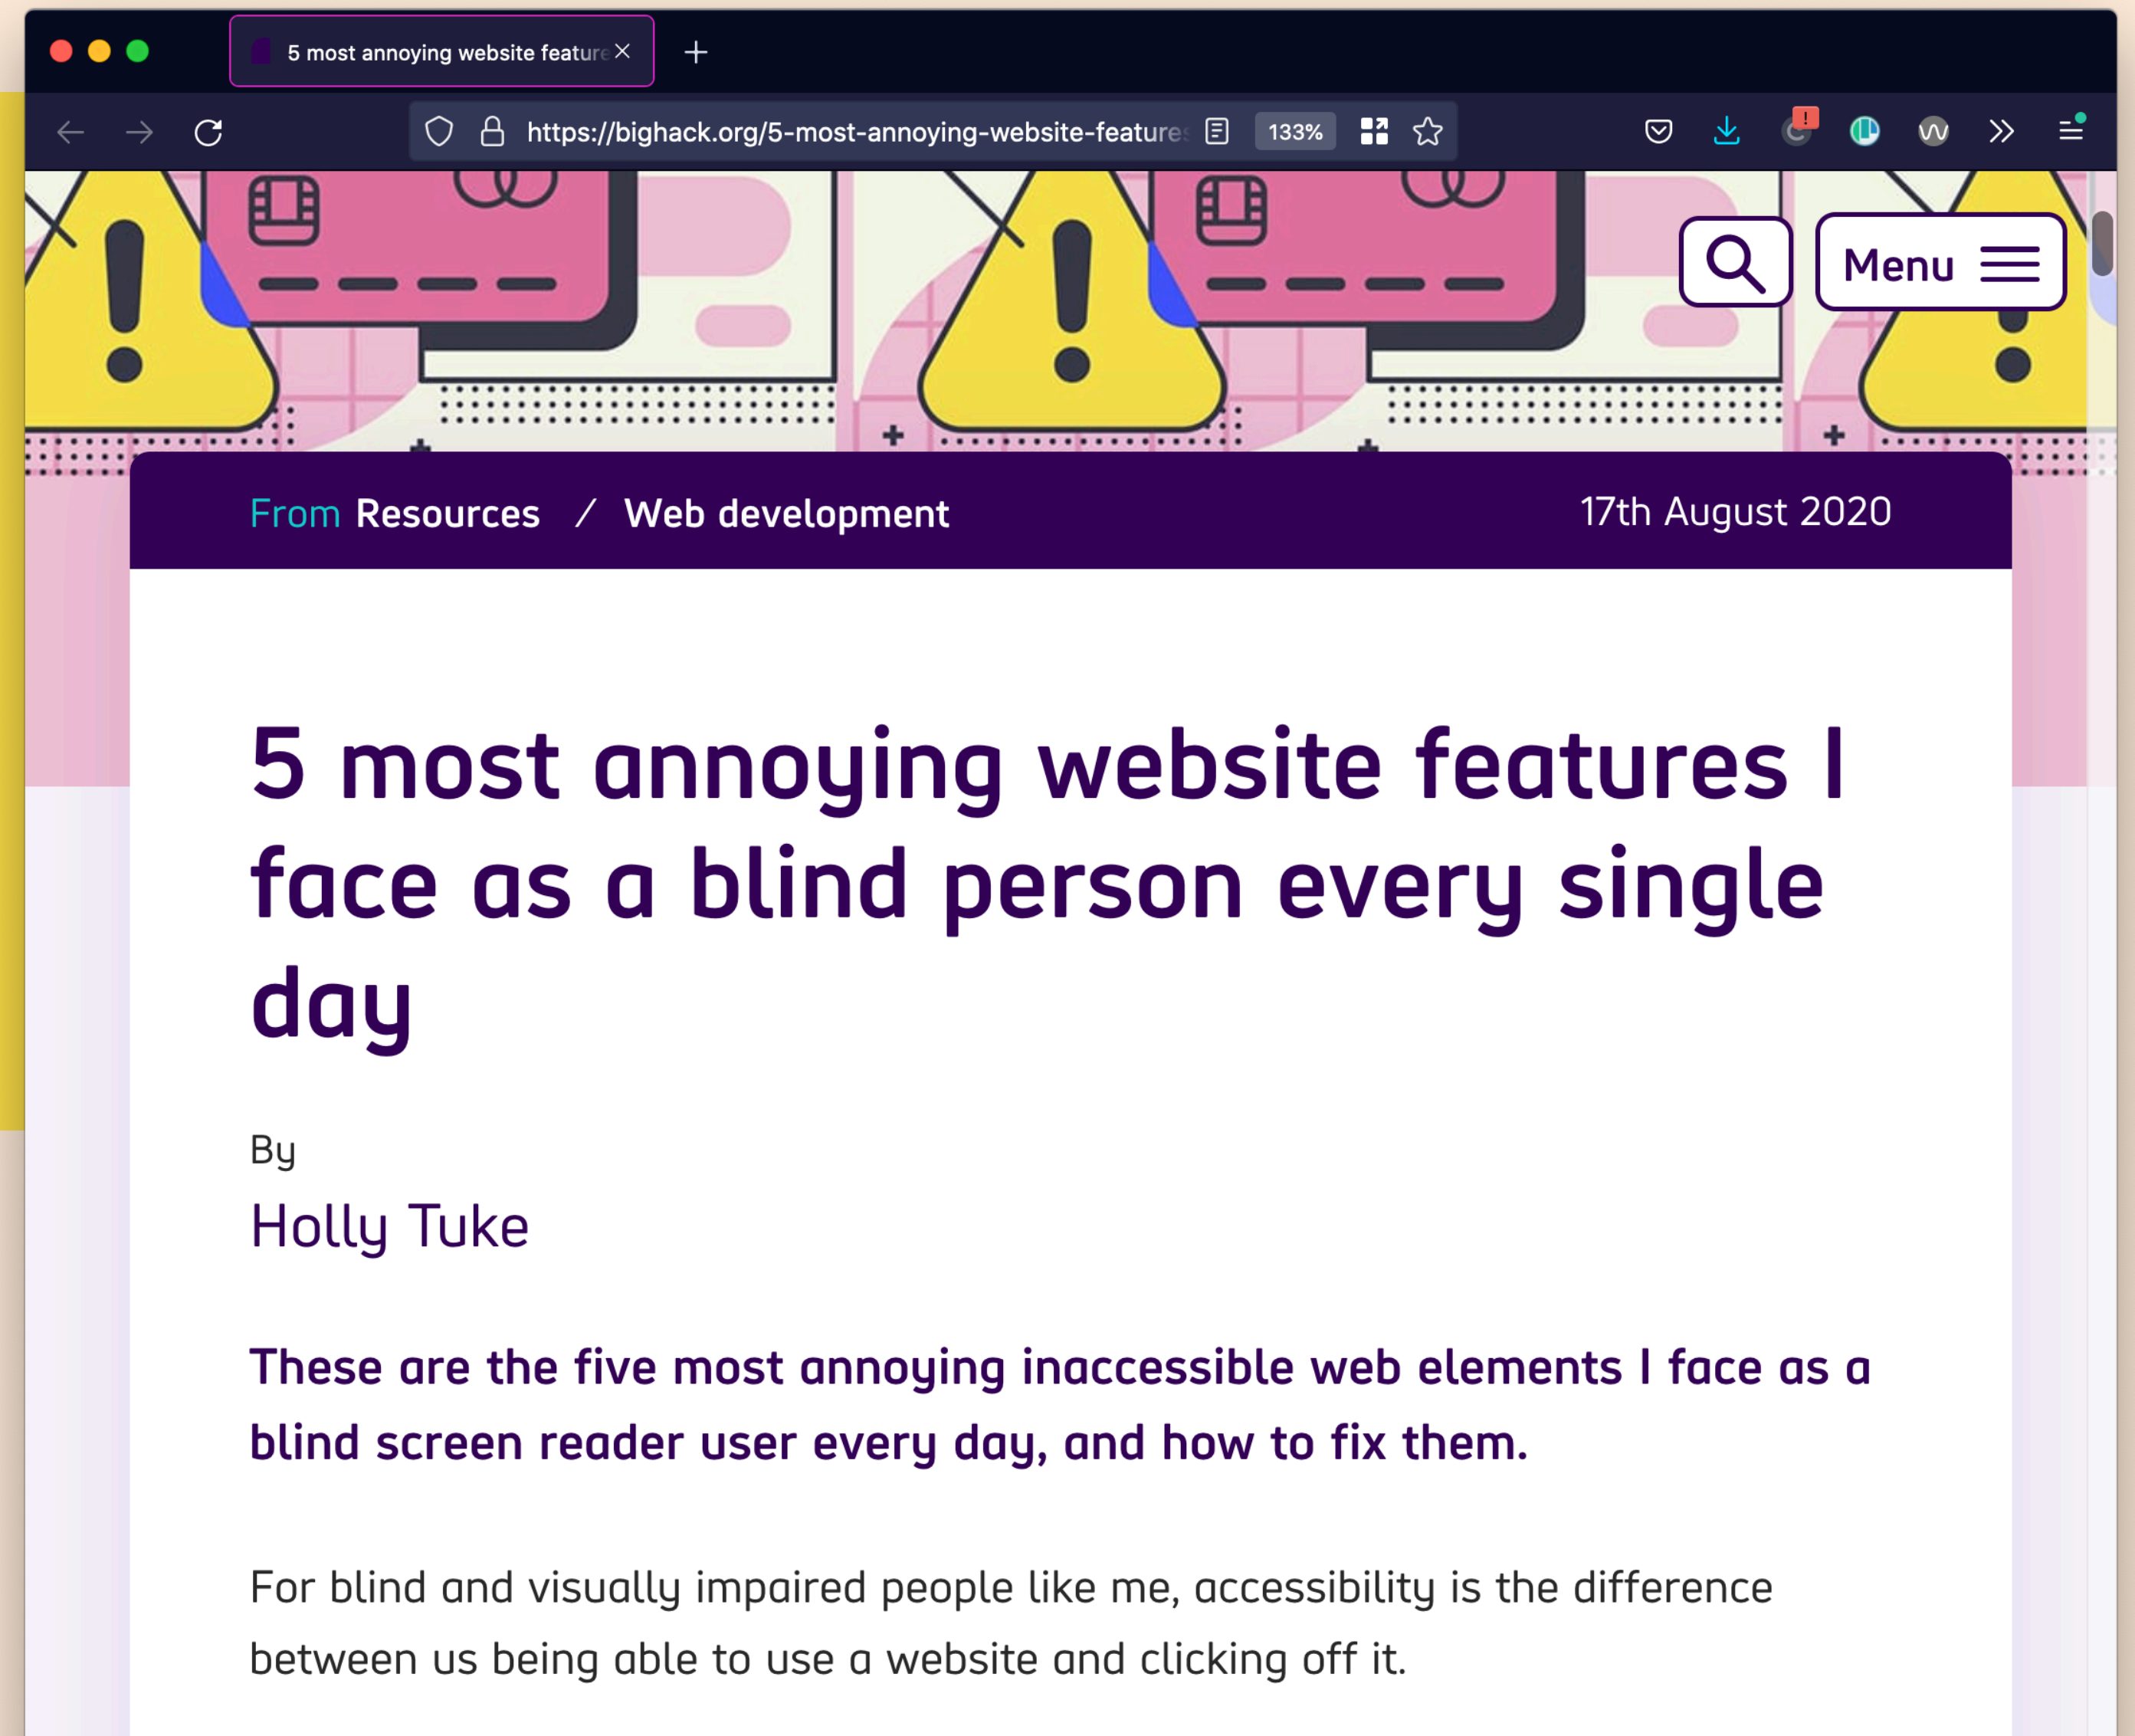 5 most annoying website feature
https://bighack.org/5-most-annoying-website-features
133%
Menu
From Resources / Web development
17th August 2020
5 most annoying website features I
face as a blind person every single
day
By
Holly Tuke
These are the five most annoying inaccessible web elements I face as a
blind screen reader user every day, and how to fix them.
For blind and visually impaired people like me, accessibility is the difference
between us being able to use a website and clicking off it.